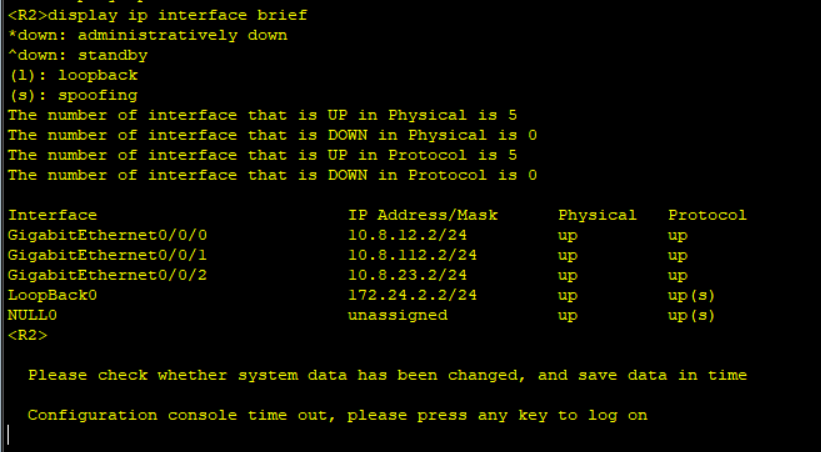 <R2>display ip interface brief
*down: administratively down
^down: standby
(l): loopback
(s): spoofing
The number of interface that is UP in Physical is 5
The number of interface that is DOWN in Physical is 0
The number of interface that is UP in Protocol is 5
The number of interface that is DOWN in Protocol is 0
Interface IP Address/Mask Physical Protocol
GigabitEthernet0/0/0 10.8.12.2/24 up up
GigabitEthernet0/0/1 10.8.112.2/24 up up
GigabitEthernet0/0/2 10.8.23.2/24 up up
LoopBack0 172.24.2.2/24 up up(s)
NULL0 unassigned up up(s)
<R2>
Please check whether system data has been changed, and save data in time
Configuration console time out, please press any key to log on